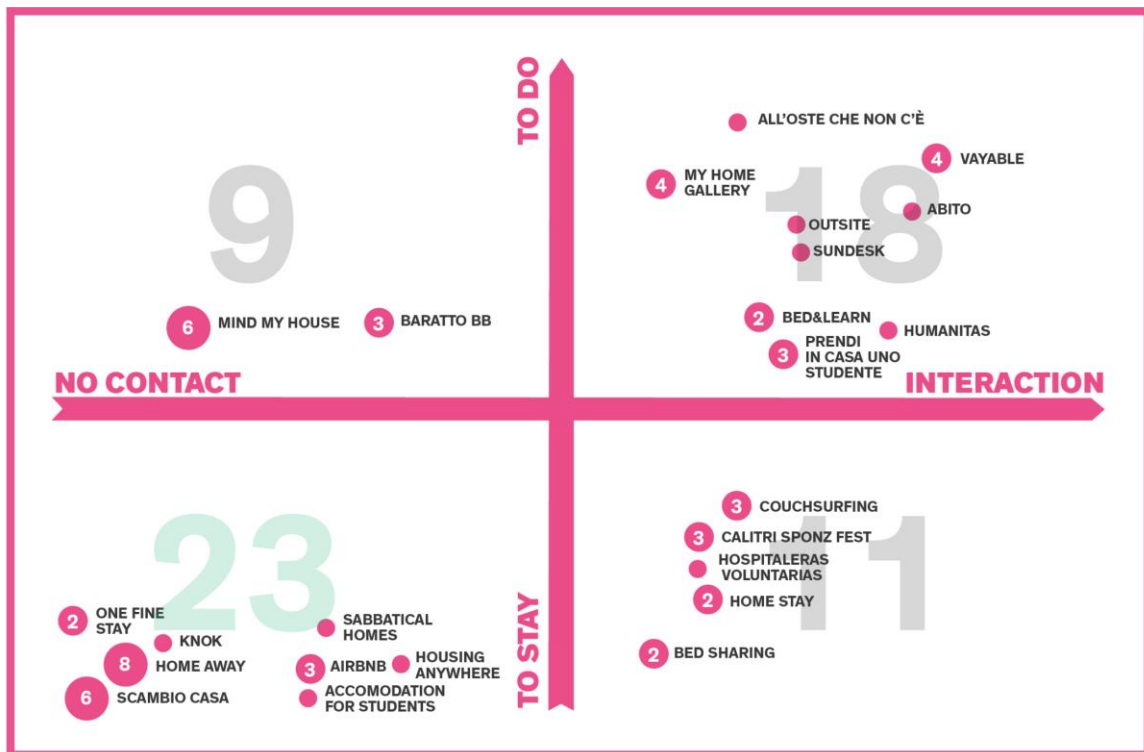 TO DO
9
6 MIND MY HOUSE
3 BARATTO BB
18
ALL'OSTE CHE NON C'È
4 VAYABLE
4 MY HOME
GALLERY
ABITO
OUTSITE
SUNDESK
2 BED&LEARN
HUMANITAS
3 PRENDI
IN CASA UNO
STUDENTE
NO CONTACT
INTERACTION
23
2 ONE FINE
STAY
KNOK
8 HOME AWAY
6 SCAMBIO CASA
SABBATICAL
HOMES
3 AIRBNB
HOUSING
ANYWHERE
ACCOMODATION
FOR STUDENTS
TO STAY
11
3 COUCHSURFING
3 CALITRI SPONZ FEST
HOSPITALERAS
VOLUNTARIAS
2 HOME STAY
2 BED SHARING